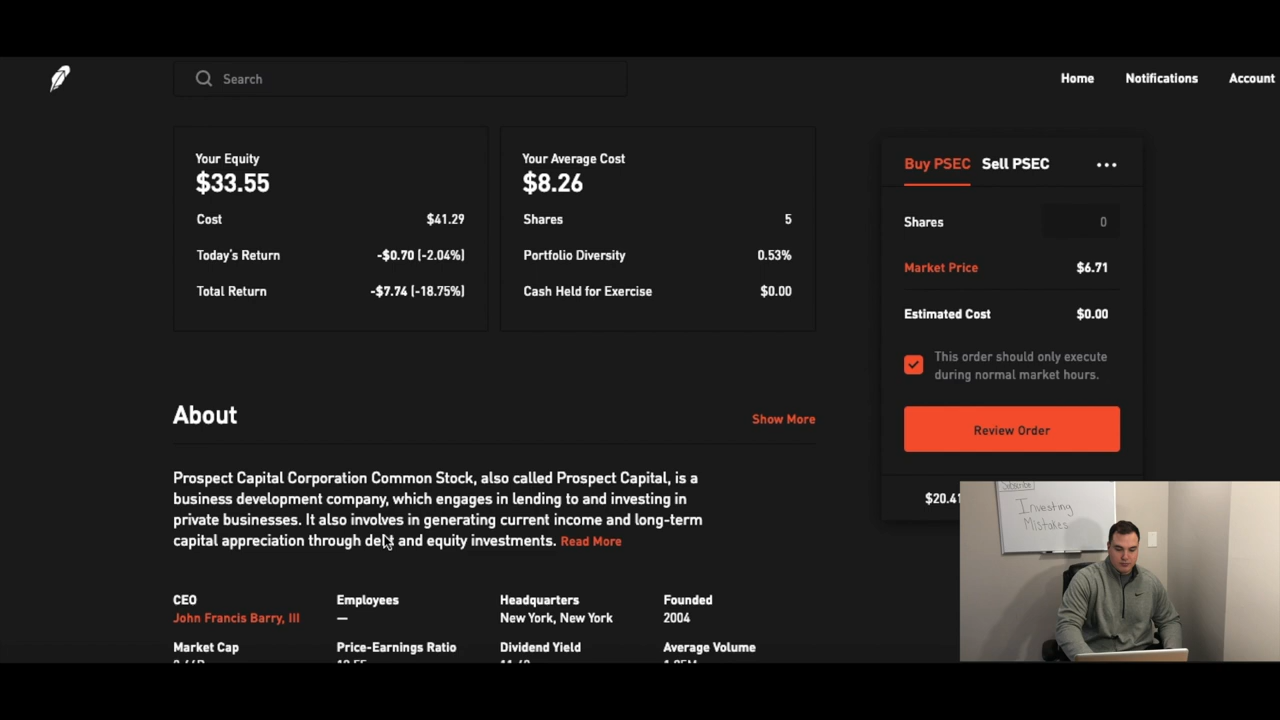 Search
Home
Notifications
Account
Your Equity
$33.55
Cost
$41.29
Today's Return
-$0.70 (-2.04%)
Total Return
-$7.74 (-18.75%)
Your Average Cost
$8.26
Shares
5
Portfolio Diversity
0.53%
Cash Held for Exercise
$0.00
Buy PSEC
Sell PSEC
Shares
0
Market Price
$6.71
Estimated Cost
$0.00
This order should only execute
during normal market hours.
Review Order
About
Show More
Prospect Capital Corporation Common Stock, also called Prospect Capital, is a
business development company, which engages in lending to and investing in
private businesses. It also involves in generating current income and long-term
capital appreciation through debt and equity investments. Read More
CEO
John Francis Barry, III
Employees
—
Headquarters
New York, New York
Founded
2004
Market Cap
Price-Earnings Ratio
Dividend Yield
Average Volume
Subscribe
Investing
Mistakes